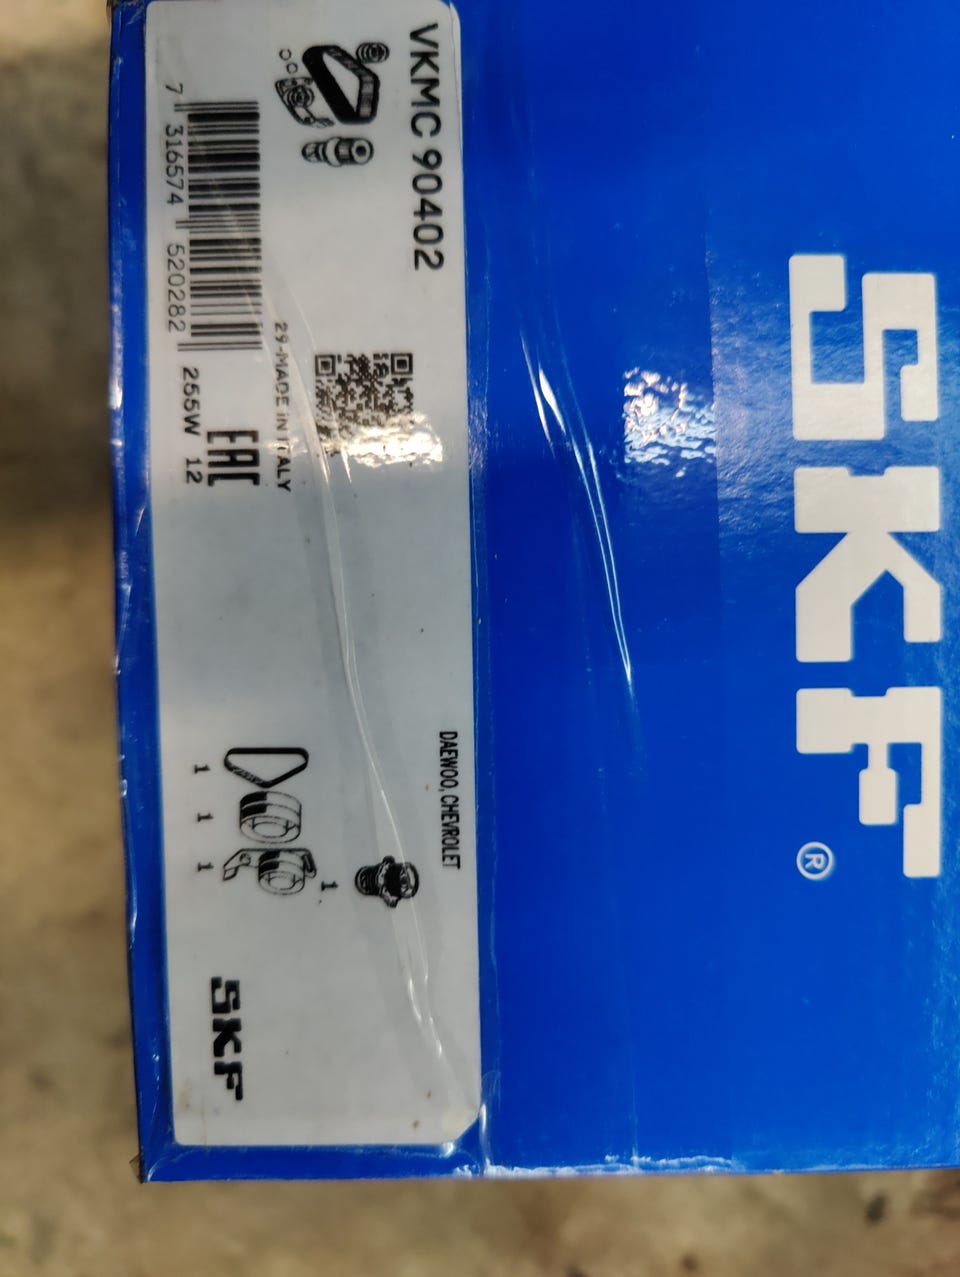 VKMC 90402
7 316574 520282
29-MADE IN ITALY
255W 12
EAC
DAEWOO, CHEVROLET
1
1
1
1
SKF
SKF®